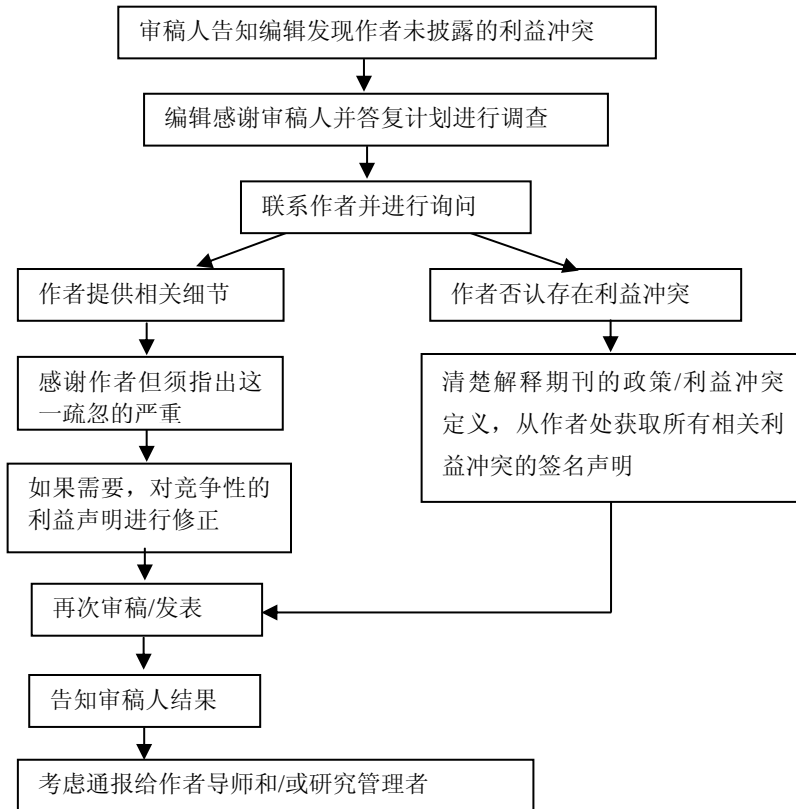 审稿人告知编辑发现作者未披露的利益冲突
编辑感谢审稿人并答复计划进行调查
联系作者并进行询问
作者提供相关细节
作者否认存在利益冲突
感谢作者但须指出这
一疏忽的严重
清楚解释期刊的政策/利益冲突
定义，从作者处获取所有相关利
益冲突的签名声明
如果需要，对竞争性的
利益声明进行修正
再次审稿/发表
告知审稿人结果
考虑通报给作者导师和/或研究管理者